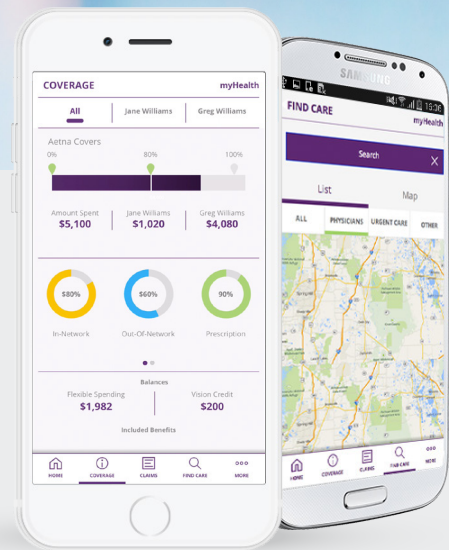 COVERAGE myHealth
All Jane Williams Greg Williams
Aetna Covers
0% 80% 100%
Amount Spent Jane Williams Greg Williams
$5,100 $1,020 $4,080
$80% $60% 90%
In-Network Out-Of-Network Prescription
Balances
Flexible Spending Vision Credit
$1,982 $200
Included Benefits
HOME COVERAGE CLAIMS FIND CARE MORE
SAMSUNG
19:36
FIND CARE myHealth
Search X
List Map
ALL PHYSICIANS URGENT CARE OTHER
HOME COVERAGE CLAIMS FIND CARE MORE